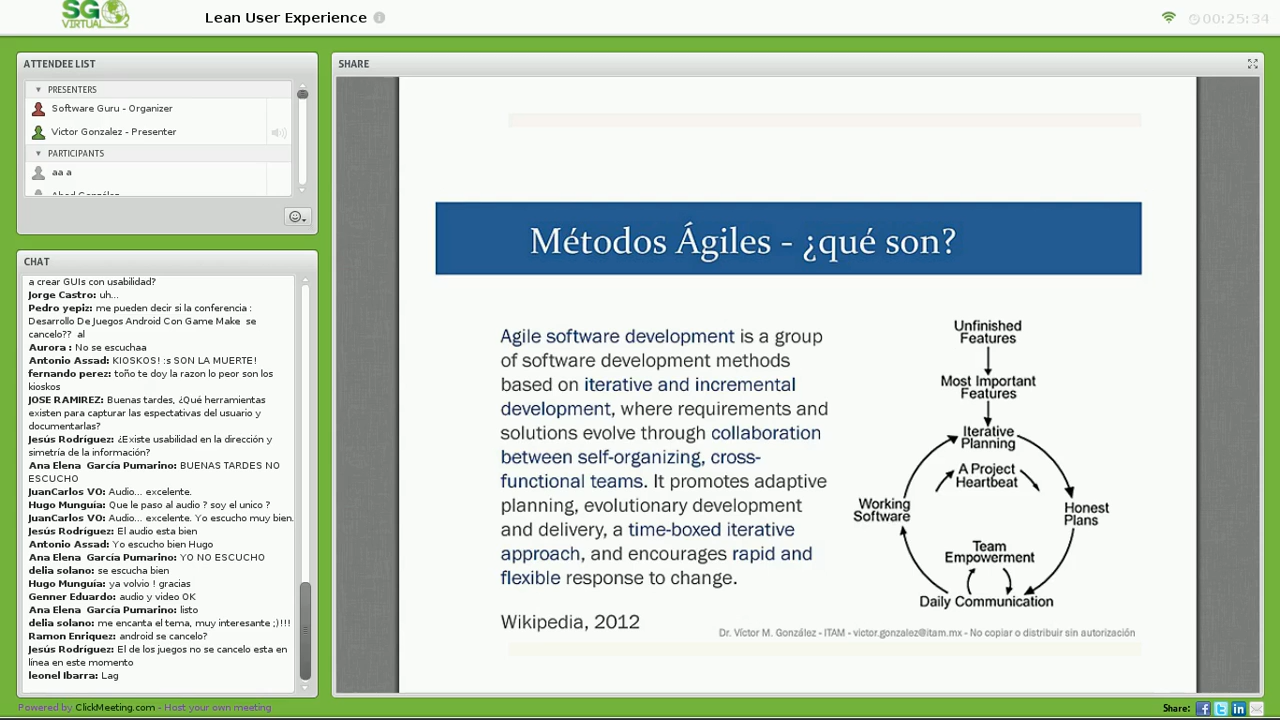 SG
VIRTUAL
Lean User Experience
00:25:34
ATTENDEE LIST
PRESENTERS
Software Guru - Organizer
Victor Gonzalez - Presenter
PARTICIPANTS
aa a
Abad González
CHAT
a crear GUIs con usabilidad?
Jorge Castro: uh...
Pedro yepiz: me pueden decir si la conferencia :
Desarrollo De Juegos Android Con Game Make se
cancelo?? al
Aurora : No se escuchaa
Antonio Assad: KIOSKOS! :s SON LA MUERTE!
fernando perez: toño te doy la razon lo peor son los
kioskos
JOSE RAMIREZ: Buenas tardes, ¿Qué herramientas
existen para capturar las espectativas del usuario y
documentarlas?
Jesús Rodríguez: ¿Existe usabilidad en la dirección y
simetría de la información?
Ana Elena García Pumarino: BUENAS TARDES NO
ESCUCHO
JuanCarlos VO: Audio... excelente.
Hugo Munguía: Que le paso al audio ? soy el unico ?
JuanCarlos VO: Audio... excelente. Yo escucho muy bien.
Jesús Rodríguez: El audio esta bien
Antonio Assad: Yo escucho bien Hugo
Ana Elena García Pumarino: YO NO ESCUCHO
delia solano: se escucha bien
Hugo Munguía: ya volvio ! gracias
Genner Eduardo: audio y video OK
Ana Elena García Pumarino: listo
delia solano: me encanta el tema, muy interesante ;)!!!
Ramon Enriquez: android se cancelo?
Jesús Rodríguez: El de los juegos no se cancelo esta en
línea en este momento
leonel Ibarra: Lag
Powered by ClickMeeting.com - Host your own meeting
SHARE
Métodos Ágiles - ¿qué son?
Agile software development is a group
of software development methods
based on iterative and incremental
development, where requirements and
solutions evolve through collaboration
between self-organizing, cross-
functional teams. It promotes adaptive
planning, evolutionary development
and delivery, a time-boxed iterative
approach, and encourages rapid and
flexible response to change.
Wikipedia, 2012
Unfinished
Features
Most Important
Features
Iterative
Planning
A Project
Heartbeat
Working
Software
Honest
Plans
Team
Empowerment
Daily Communication
Dr. Víctor M. González - ITAM - victor.gonzalez@itam.mx - No copiar o distribuir sin autorización
Share: